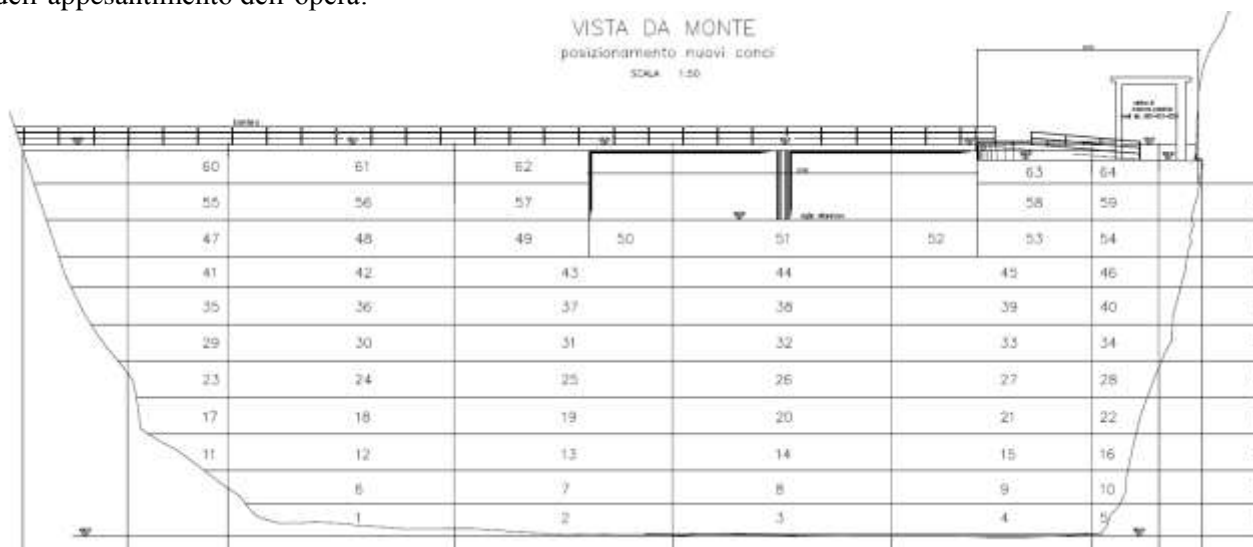 dell'appesantimento dell'opera.
VISTA DA MONTE
posizionamento nuovi conci
SCALA 1:50
60 61 62 63 64
55 56 57 58 59
47 48 49 50 51 52 53 54
41 42 43 44 45 46
35 36 37 38 39 40
29 30 31 32 33 34
23 24 25 26 27 28
17 18 19 20 21 22
11 12 13 14 15 16
6 7 8 9 10
1 2 3 4 5